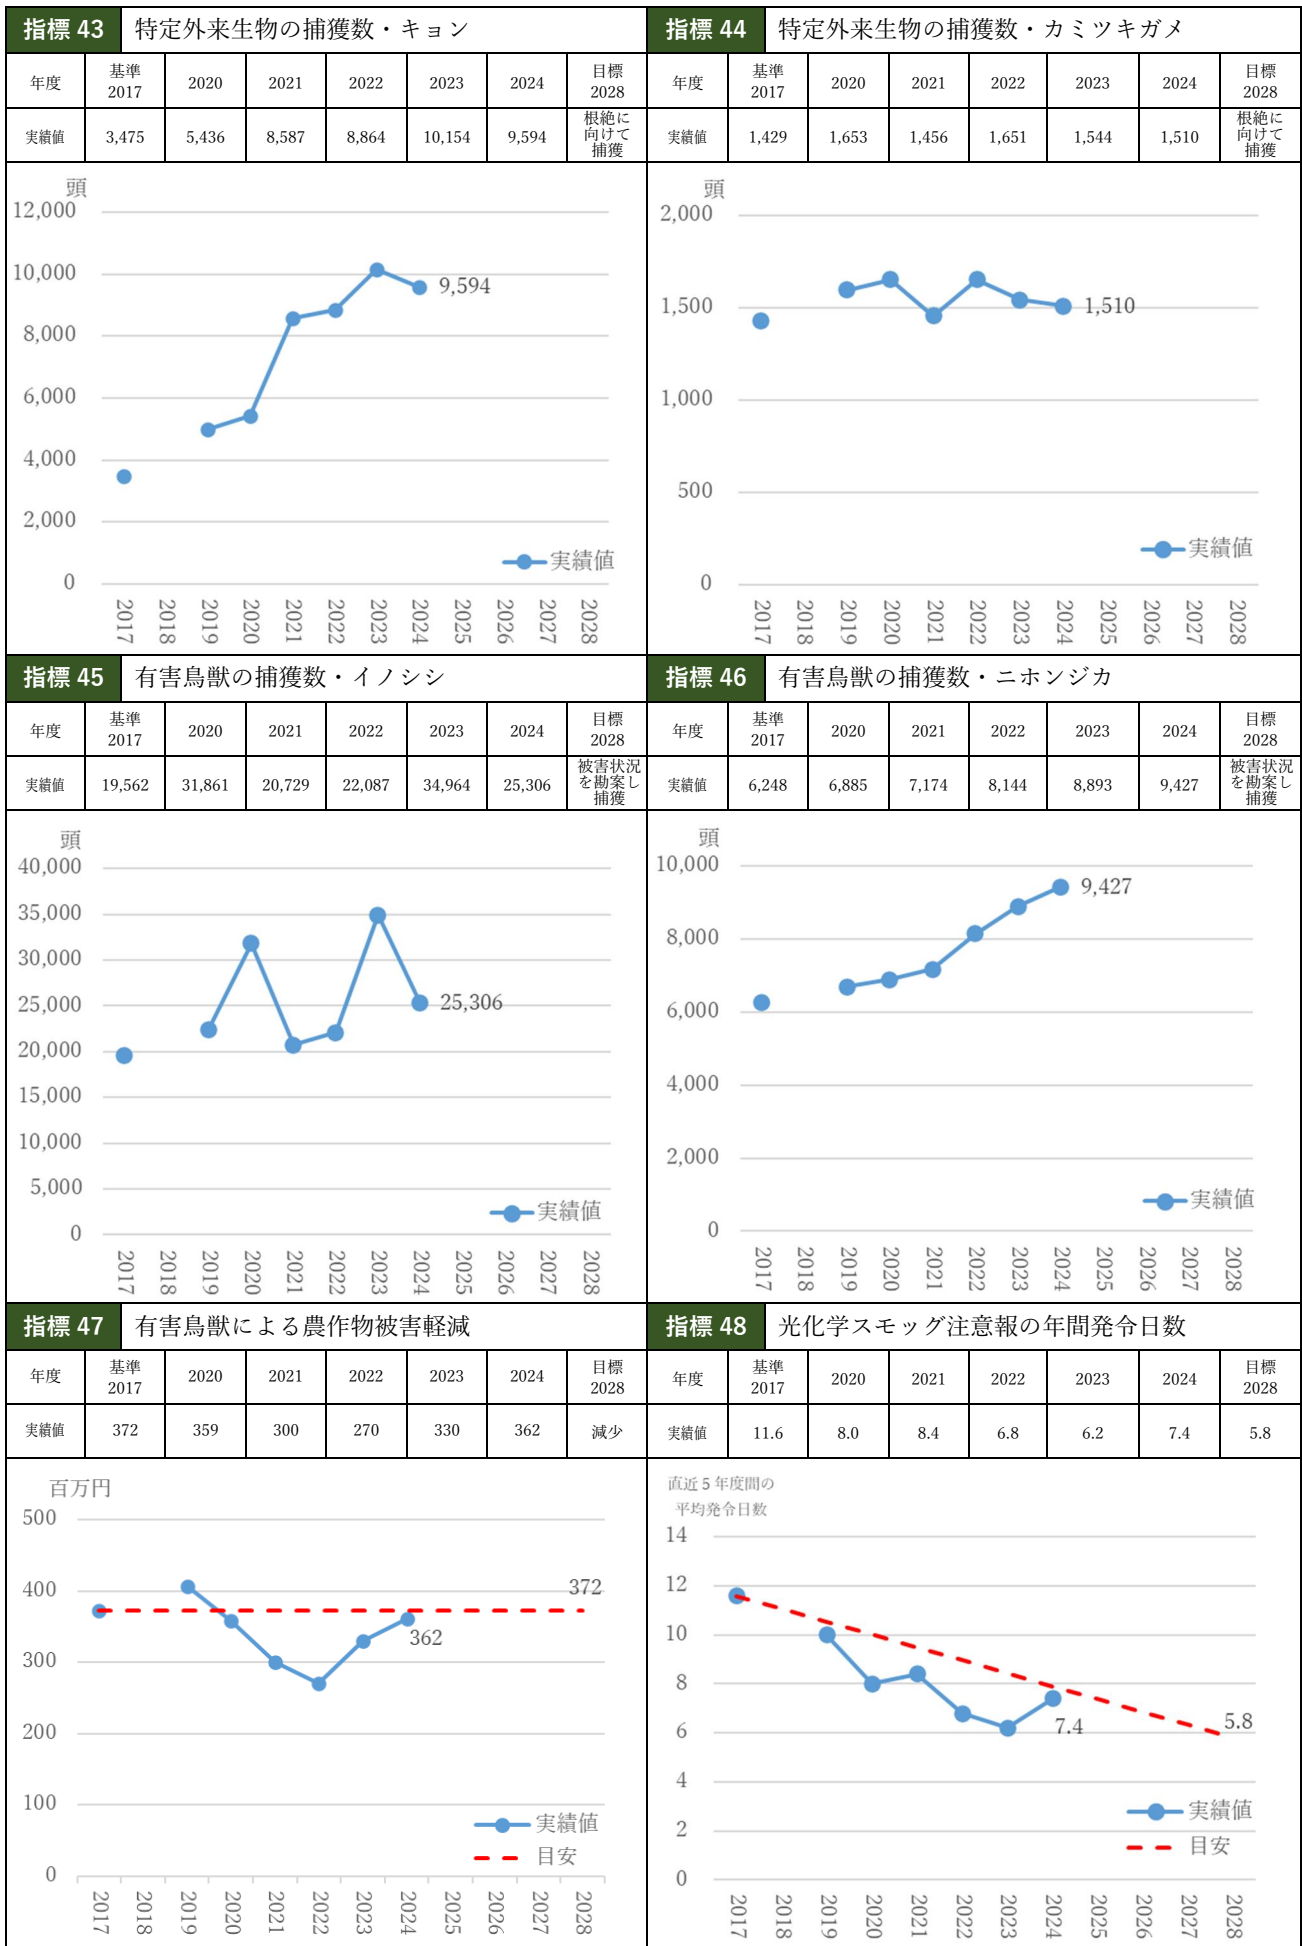 指標 43 特定外来生物の捕獲数・キョン
年度 基準 2017 2020 2021 2022 2023 2024 目標 2028
実績値 3,475 5,436 8,587 8,864 10,154 9,594 根絶に向けて捕獲
頭
12,000
10,000
8,000
6,000
4,000
2,000
0
9,594
実績値
2017 2018 2019 2020 2021 2022 2023 2024 2025 2026 2027 2028
指標 44 特定外来生物の捕獲数・カミツキガメ
年度 基準 2017 2020 2021 2022 2023 2024 目標 2028
実績値 1,429 1,653 1,456 1,651 1,544 1,510 根絶に向けて捕獲
頭
2,000
1,500
1,000
500
0
1,510
実績値
2017 2018 2019 2020 2021 2022 2023 2024 2025 2026 2027 2028
指標 45 有害鳥獣の捕獲数・イノシシ
年度 基準 2017 2020 2021 2022 2023 2024 目標 2028
実績値 19,562 31,861 20,729 22,087 34,964 25,306 被害状況を勘案し捕獲
頭
40,000
35,000
30,000
25,000
20,000
15,000
10,000
5,000
0
25,306
実績値
2017 2018 2019 2020 2021 2022 2023 2024 2025 2026 2027 2028
指標 46 有害鳥獣の捕獲数・ニホンジカ
年度 基準 2017 2020 2021 2022 2023 2024 目標 2028
実績値 6,248 6,885 7,174 8,144 8,893 9,427 被害状況を勘案し捕獲
頭
10,000
8,000
6,000
4,000
2,000
0
9,427
実績値
2017 2018 2019 2020 2021 2022 2023 2024 2025 2026 2027 2028
指標 47 有害鳥獣による農作物被害軽減
年度 基準 2017 2020 2021 2022 2023 2024 目標 2028
実績値 372 359 300 270 330 362 減少
百万円
500
400
300
200
100
0
372
362
実績値
目安
2017 2018 2019 2020 2021 2022 2023 2024 2025 2026 2027 2028
指標 48 光化学スモッグ注意報の年間発令日数
年度 基準 2017 2020 2021 2022 2023 2024 目標 2028
実績値 11.6 8.0 8.4 6.8 6.2 7.4 5.8
直近5年度間の
平均発令日数
14
12
10
8
6
4
2
0
7.4
5.8
実績値
目安
2017 2018 2019 2020 2021 2022 2023 2024 2025 2026 2027 2028